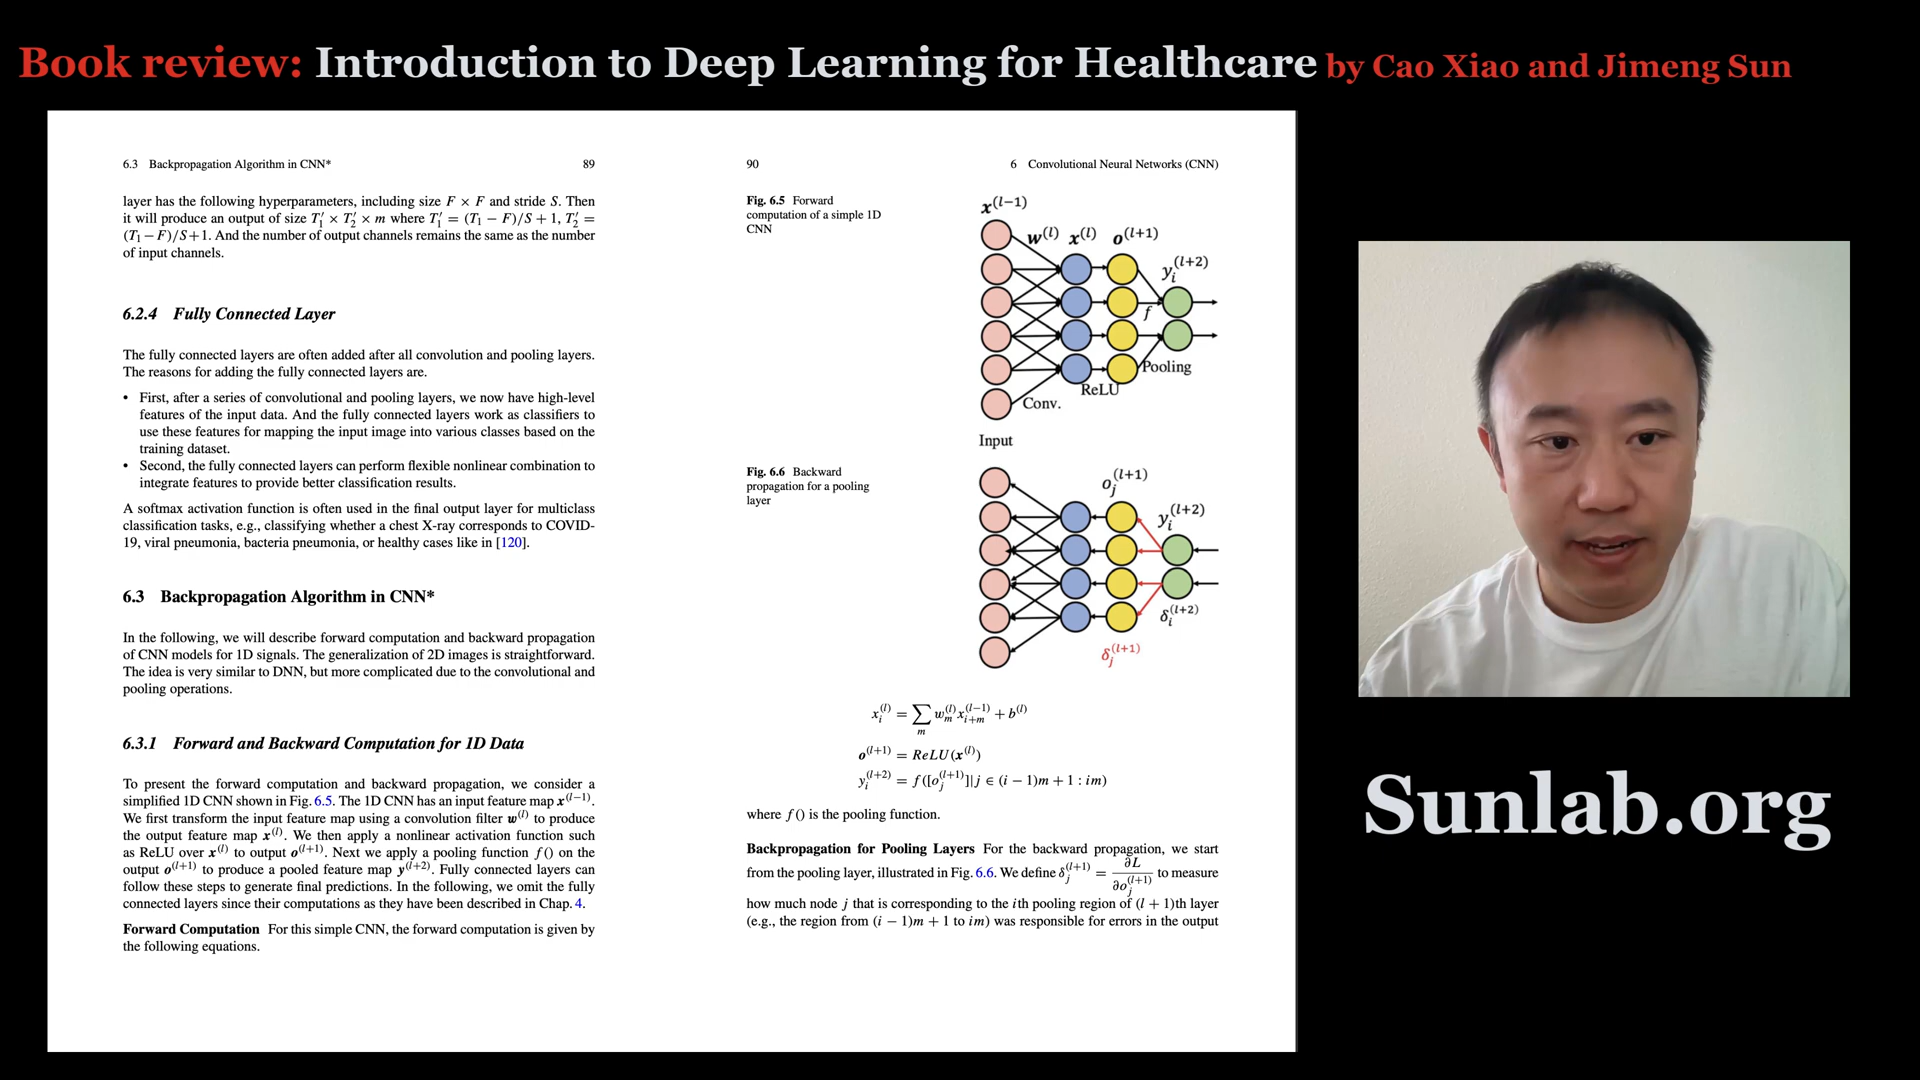 Book review: Introduction to Deep Learning for Healthcare by Cao Xiao and Jimeng Sun
6.3 Backpropagation Algorithm in CNN*
89
layer has the following hyperparameters, including size F × F and stride S. Then
it will produce an output of size T₁′ × T₂′ × m where T₁′ = (T₁ − F)/S + 1, T₂′ =
(T₁ − F)/S+1. And the number of output channels remains the same as the number
of input channels.
6.2.4 Fully Connected Layer
The fully connected layers are often added after all convolution and pooling layers.
The reasons for adding the fully connected layers are.
• First, after a series of convolutional and pooling layers, we now have high-level
features of the input data. And the fully connected layers work as classifiers to
use these features for mapping the input image into various classes based on the
training dataset.
• Second, the fully connected layers can perform flexible nonlinear combination to
integrate features to provide better classification results.
A softmax activation function is often used in the final output layer for multiclass
classification tasks, e.g., classifying whether a chest X-ray corresponds to COVID-
19, viral pneumonia, bacteria pneumonia, or healthy cases like in [120].
6.3 Backpropagation Algorithm in CNN*
In the following, we will describe forward computation and backward propagation
of CNN models for 1D signals. The generalization of 2D images is straightforward.
The idea is very similar to DNN, but more complicated due to the convolutional and
pooling operations.
6.3.1 Forward and Backward Computation for 1D Data
To present the forward computation and backward propagation, we consider a
simplified 1D CNN shown in Fig. 6.5. The 1D CNN has an input feature map x^(l−1).
We first transform the input feature map using a convolution filter w^(l) to produce
the output feature map x^(l). We then apply a nonlinear activation function such
as ReLU over x^(l) to output o^(l+1). Next we apply a pooling function f() on the
output o^(l+1) to produce a pooled feature map y^(l+2). Fully connected layers can
follow these steps to generate final predictions. In the following, we omit the fully
connected layers since their computations as they have been described in Chap. 4.
Forward Computation For this simple CNN, the forward computation is given by
the following equations.
90
6 Convolutional Neural Networks (CNN)
Fig. 6.5 Forward
computation of a simple 1D
CNN
x^(l−1)
w^(l) x^(l) o^(l+1)
y_i^(l+2)
f
Pooling
ReLU
Conv.
Input
Fig. 6.6 Backward
propagation for a pooling
layer
o_j^(l+1)
y_i^(l+2)
δ_i^(l+2)
δ_j^(l+1)
x_i^(l) = ∑_m w_m^(l) x_{i+m}^(l−1) + b^(l)
o^(l+1) = ReLU(x^(l))
y_i^(l+2) = f([o_j^(l+1)]|j ∈ (i − 1)m + 1 : im)
where f() is the pooling function.
Backpropagation for Pooling Layers For the backward propagation, we start
from the pooling layer, illustrated in Fig. 6.6. We define δ_j^(l+1) = ∂L/∂o_j^(l+1) to measure
how much node j that is corresponding to the ith pooling region of (l + 1)th layer
(e.g., the region from (i − 1)m + 1 to im) was responsible for errors in the output
Sunlab.org